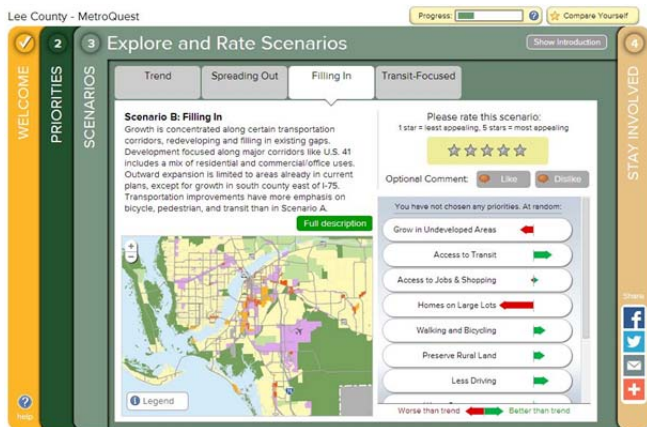 Lee County - MetroQuest
Progress:
Compare Yourself
WELCOME
2
PRIORITIES
3
SCENARIOS
Explore and Rate Scenarios
Show Introduction
4
STAY INVOLVED
Trend
Spreading Out
Filling In
Transit-Focused
Scenario B: Filling In
Growth is concentrated along certain transportation
corridors, redeveloping and filling in existing gaps.
Development focused along major corridors like U.S. 41
includes a mix of residential and commercial/office uses.
Outward expansion is limited to areas already in current
plans, except for growth in south county east of I-75.
Transportation improvements have more emphasis on
bicycle, pedestrian, and transit than in Scenario A.
Full description
Legend
Please rate this scenario:
1 star = least appealing, 5 stars = most appealing
Optional Comment:
Like
Dislike
You have not chosen any priorities. At random:
Grow in Undeveloped Areas
Access to Transit
Access to Jobs & Shopping
Homes on Large Lots
Walking and Bicycling
Preserve Rural Land
Less Driving
Worse than trend
Better than trend
help
Share